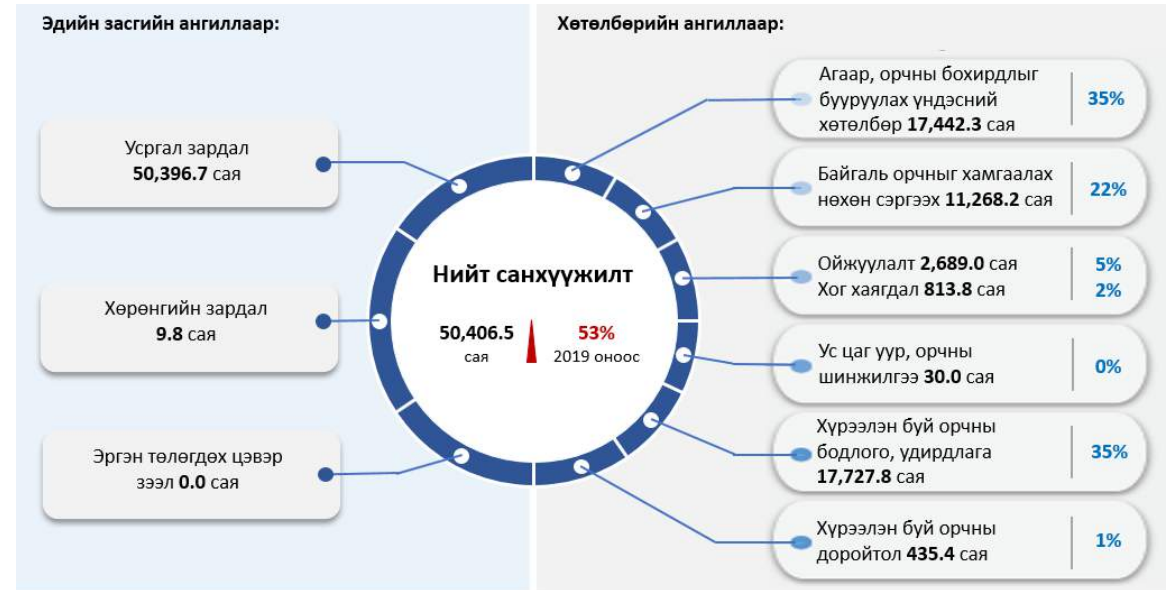 Эдийн засгийн ангиллаар:
Усргал зардал
50,396.7 сая
Хөрөнгийн зардал
9.8 сая
Эргэн төлөгдөх цэвэр
зээл 0.0 сая
Нийт санхүүжилт
50,406.5
сая
53%
2019 оноос
Хөтөлбөрийн ангиллаар:
Агаар, орчны бохирдлыг
бууруулах үндэсний
хөтөлбөр 17,442.3 сая
35%
Байгаль орчныг хамгаалах
нөхөн сэргээх 11,268.2 сая
22%
Ойжуулалт 2,689.0 сая
5%
Хог хаягдал 813.8 сая
2%
Ус цаг уур, орчны
шинжилгээ 30.0 сая
0%
Хүрээлэн буй орчны
бодлого, удирдлага
17,727.8 сая
35%
Хүрээлэн буй орчны
доройтол 435.4 сая
1%